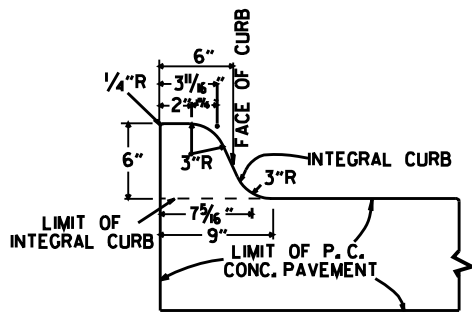 6"
FACE OF CURB
1/4"R
3 11/16"
2"
6"
3"R
INTEGRAL CURB
3"R
LIMIT OF
INTEGRAL CURB
7 5/16"
9"
LIMIT OF P.C.
CONC. PAVEMENT